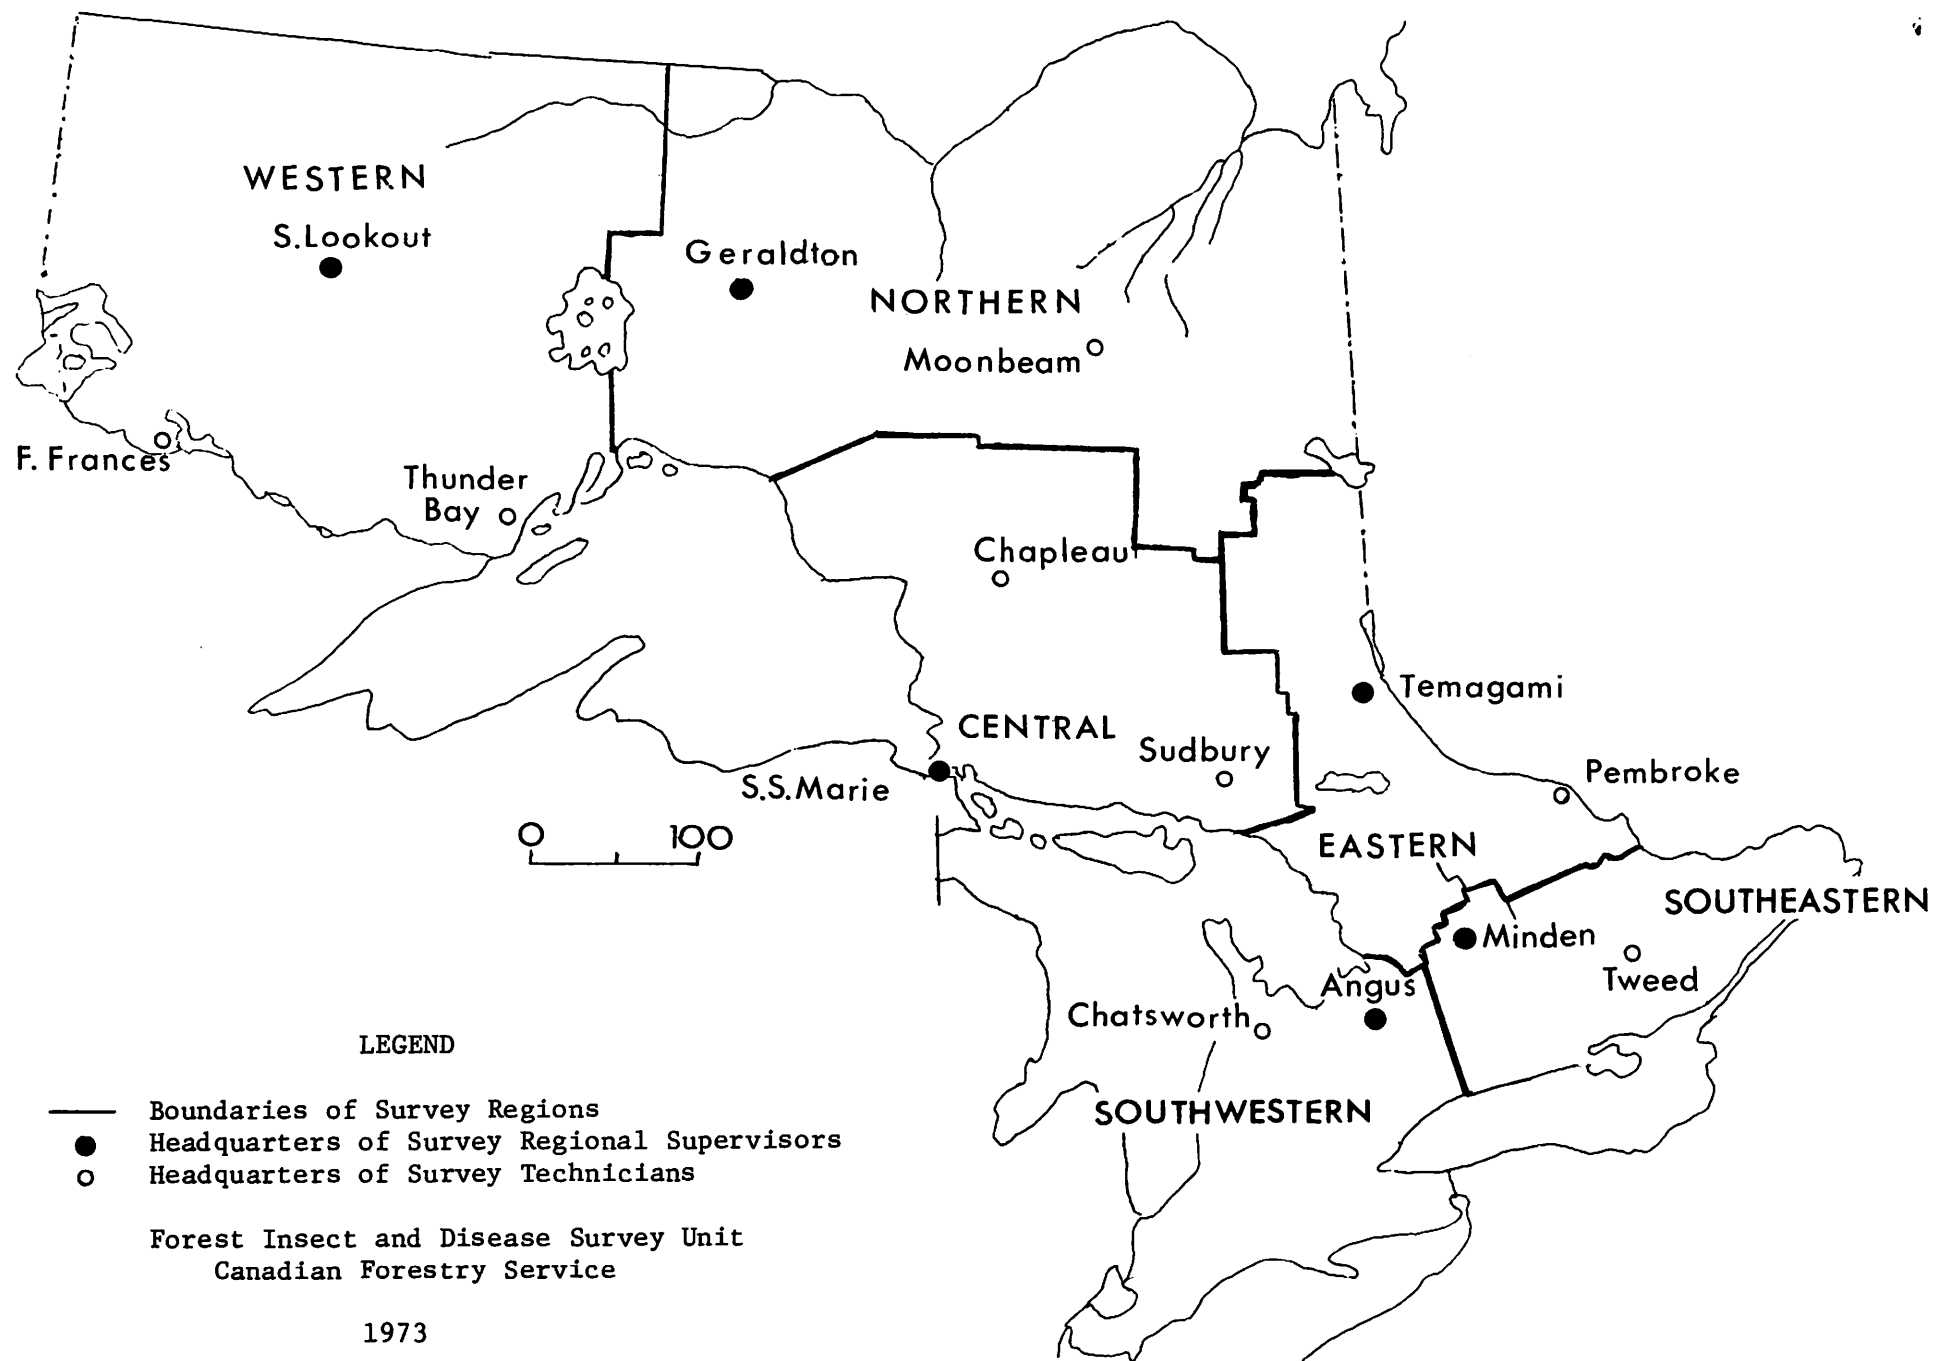 WESTERN
S.Lookout
Geraldton
NORTHERN
Moonbeam
F. Frances
Thunder
Bay
Chapleau
Temagami
CENTRAL
Sudbury
Pembroke
S.S.Marie
0 100
EASTERN
SOUTHEASTERN
Minden
Tweed
Angus
Chatsworth
SOUTHWESTERN
LEGEND
Boundaries of Survey Regions
Headquarters of Survey Regional Supervisors
Headquarters of Survey Technicians
Forest Insect and Disease Survey Unit
Canadian Forestry Service
1973